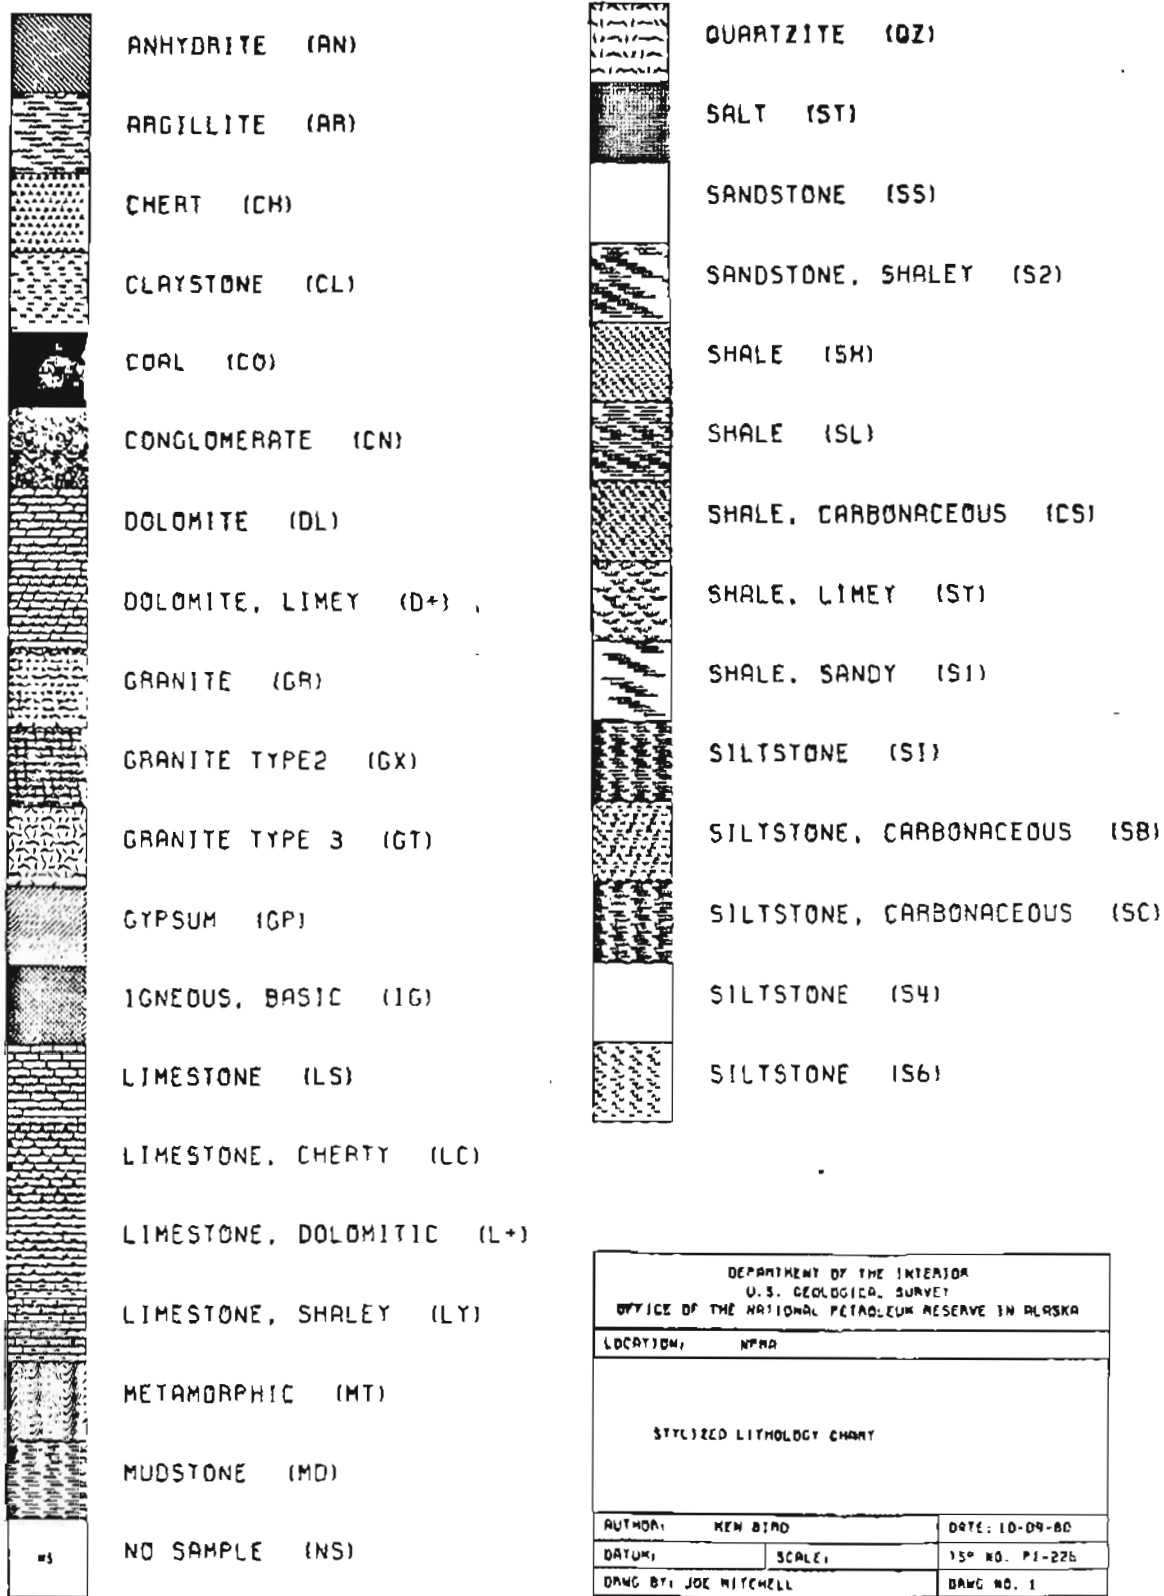 ANHYDRITE (AN)
ARGILLITE (AR)
CHERT (CH)
CLAYSTONE (CL)
COAL (CO)
CONGLOMERATE (CN)
DOLOMITE (DL)
DOLOMITE, LIMEY (D+)
GRANITE (GR)
GRANITE TYPE2 (GX)
GRANITE TYPE 3 (GT)
GYPSUM (GP)
IGNEOUS, BASIC (IG)
LIMESTONE (LS)
LIMESTONE, CHERTY (LC)
LIMESTONE, DOLOMITIC (L+)
LIMESTONE, SHALEY (LY)
METAMORPHIC (MT)
MUDSTONE (MD)
NS NO SAMPLE (NS)
QUARTZITE (QZ)
SALT (ST)
SANDSTONE (SS)
SANDSTONE, SHALEY (S2)
SHALE (SH)
SHALE (SL)
SHALE, CARBONACEOUS (CS)
SHALE, LIMEY (SY)
SHALE, SANDY (S1)
SILTSTONE (SI)
SILTSTONE, CARBONACEOUS (SB)
SILTSTONE, CARBONACEOUS (SC)
SILTSTONE (S4)
SILTSTONE (S6)
DEPARTMENT OF THE INTERIOR
U.S. GEOLOGICAL SURVEY
OFFICE OF THE NATIONAL PETROLEUM RESERVE IN ALASKA
LOCATION: NPRA
STYLIZED LITHOLOGY CHART
AUTHOR: KEN BIRD DATE: 10-09-80
DATUM: SCALE: NO.
DRWG BY: JOE MITCHELL DRWG NO. 1